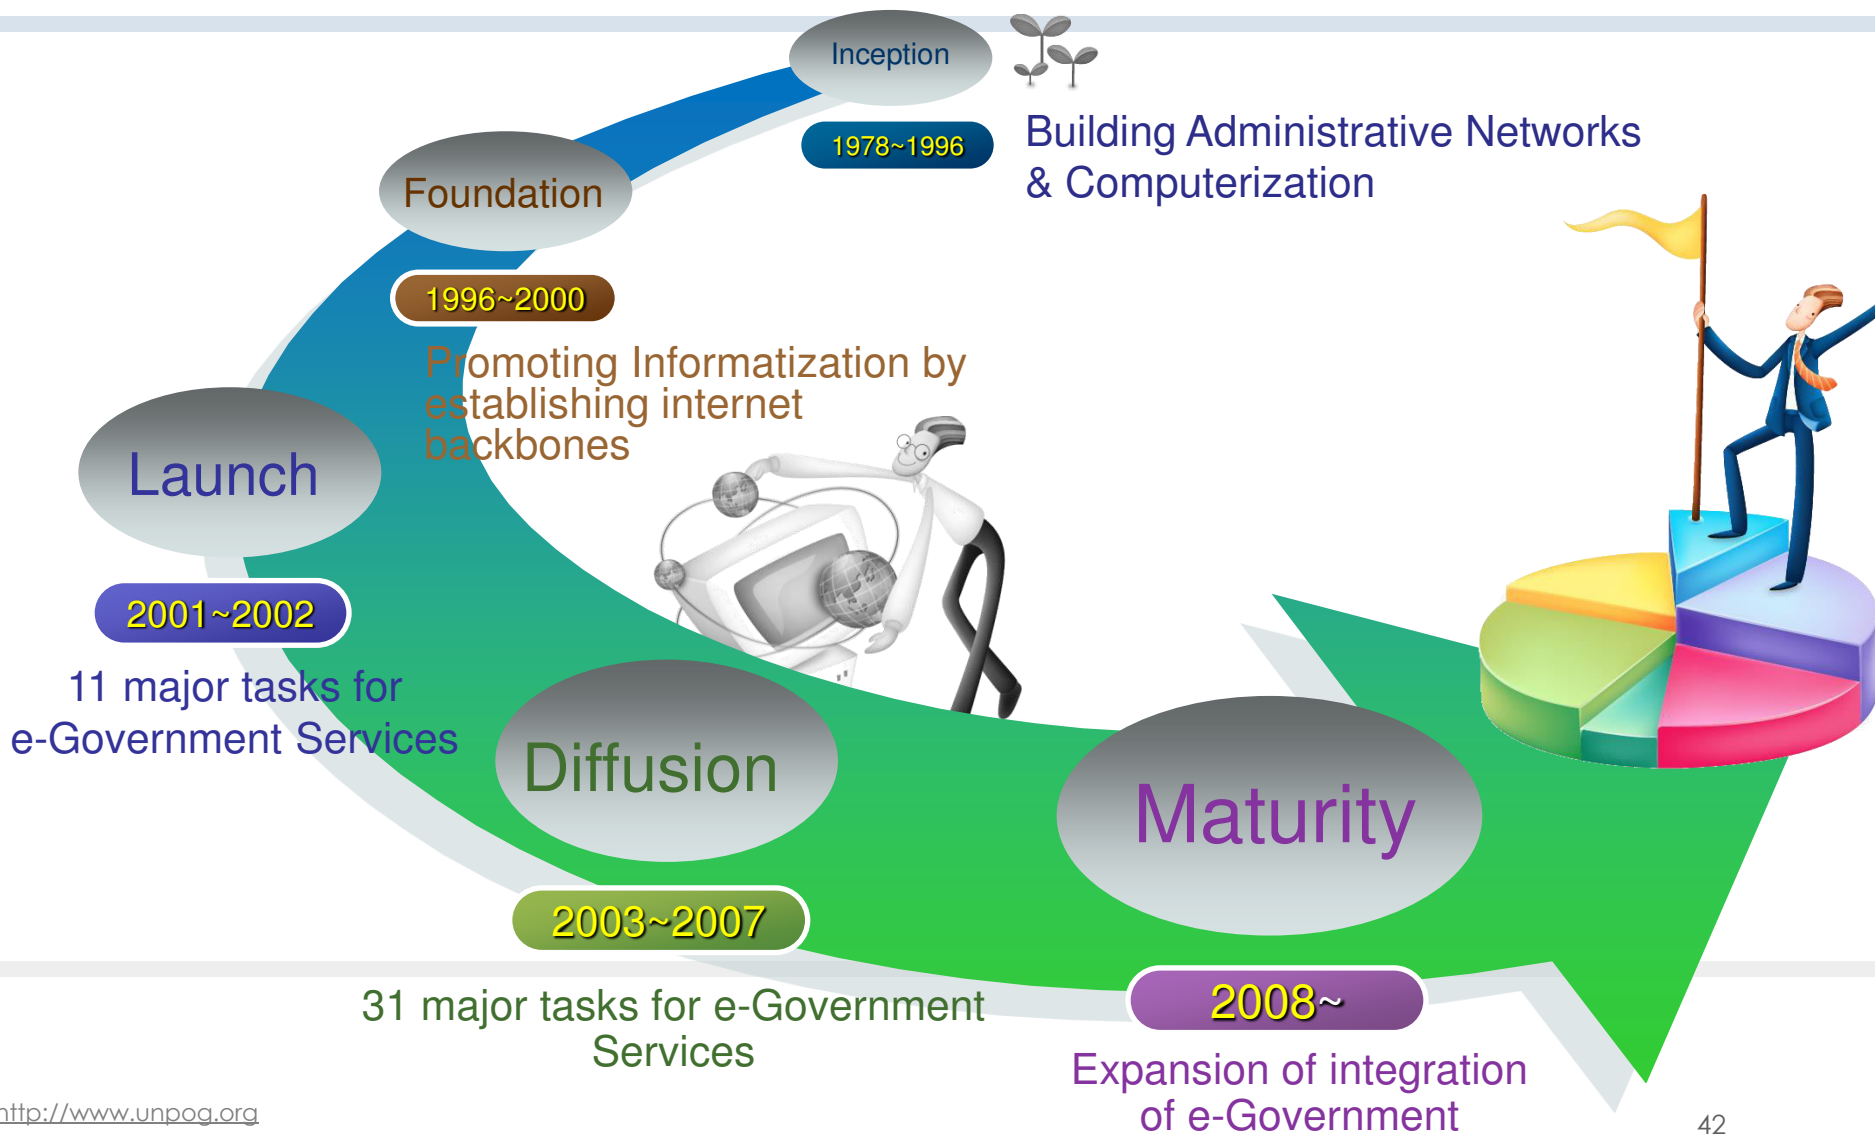 Inception
1978~1996
Building Administrative Networks
& Computerization
Foundation
1996~2000
Promoting Informatization by
establishing internet
backbones
Launch
2001~2002
11 major tasks for
e-Government Services
Diffusion
2003~2007
31 major tasks for e-Government
Services
Maturity
2008~
Expansion of integration
of e-Government
http://www.unpog.org
42